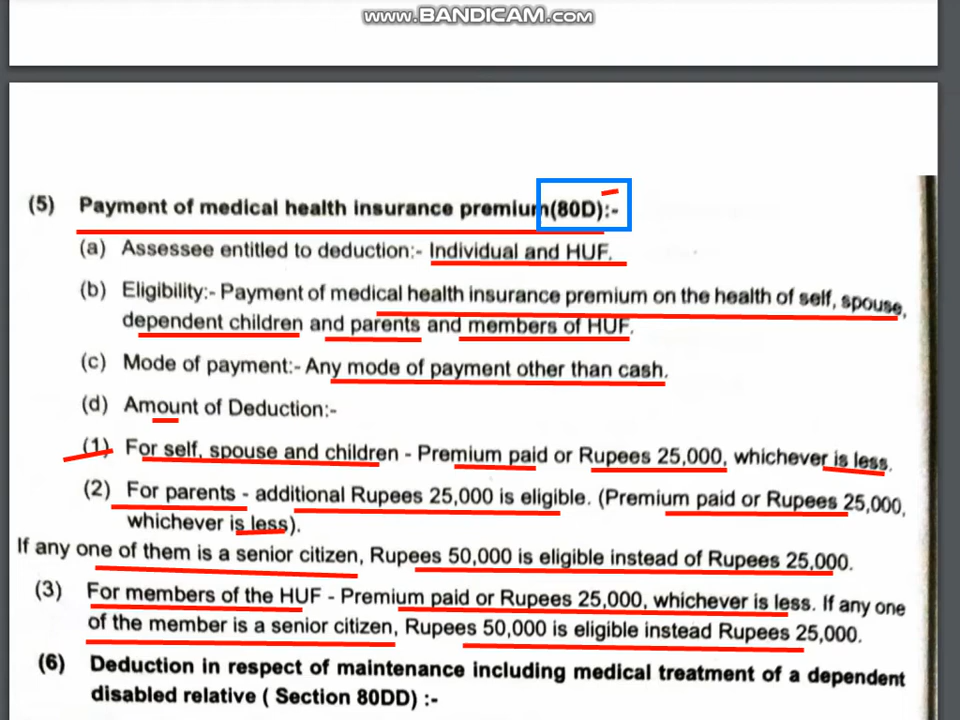 www.BANDICAM.com
(5) Payment of medical health insurance premium(80D):-
(a) Assessee entitled to deduction:- Individual and HUF.
(b) Eligibility:- Payment of medical health insurance premium on the health of self, spouse,
dependent children and parents and members of HUF.
(c) Mode of payment:- Any mode of payment other than cash.
(d) Amount of Deduction:-
(1) For self, spouse and children - Premium paid or Rupees 25,000, whichever is less.
(2) For parents - additional Rupees 25,000 is eligible. (Premium paid or Rupees 25,000,
whichever is less).
If any one of them is a senior citizen, Rupees 50,000 is eligible instead of Rupees 25,000.
(3) For members of the HUF - Premium paid or Rupees 25,000, whichever is less. If any one
of the member is a senior citizen, Rupees 50,000 is eligible instead Rupees 25,000.
(6) Deduction in respect of maintenance including medical treatment of a dependent
disabled relative ( Section 80DD) :-